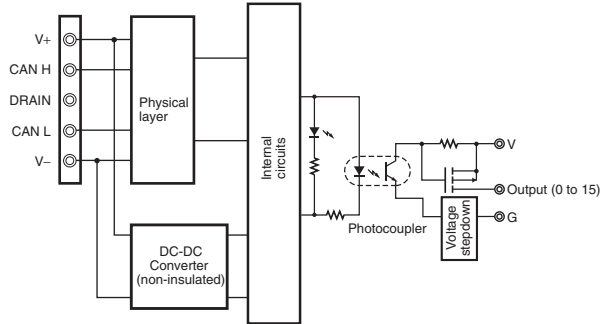 V+
CAN H
DRAIN
CAN L
V–
Physical
layer
DC-DC
Converter
(non-insulated)
Internal
circuits
Photocoupler
Voltage
stepdown
V
Output (0 to 15)
G